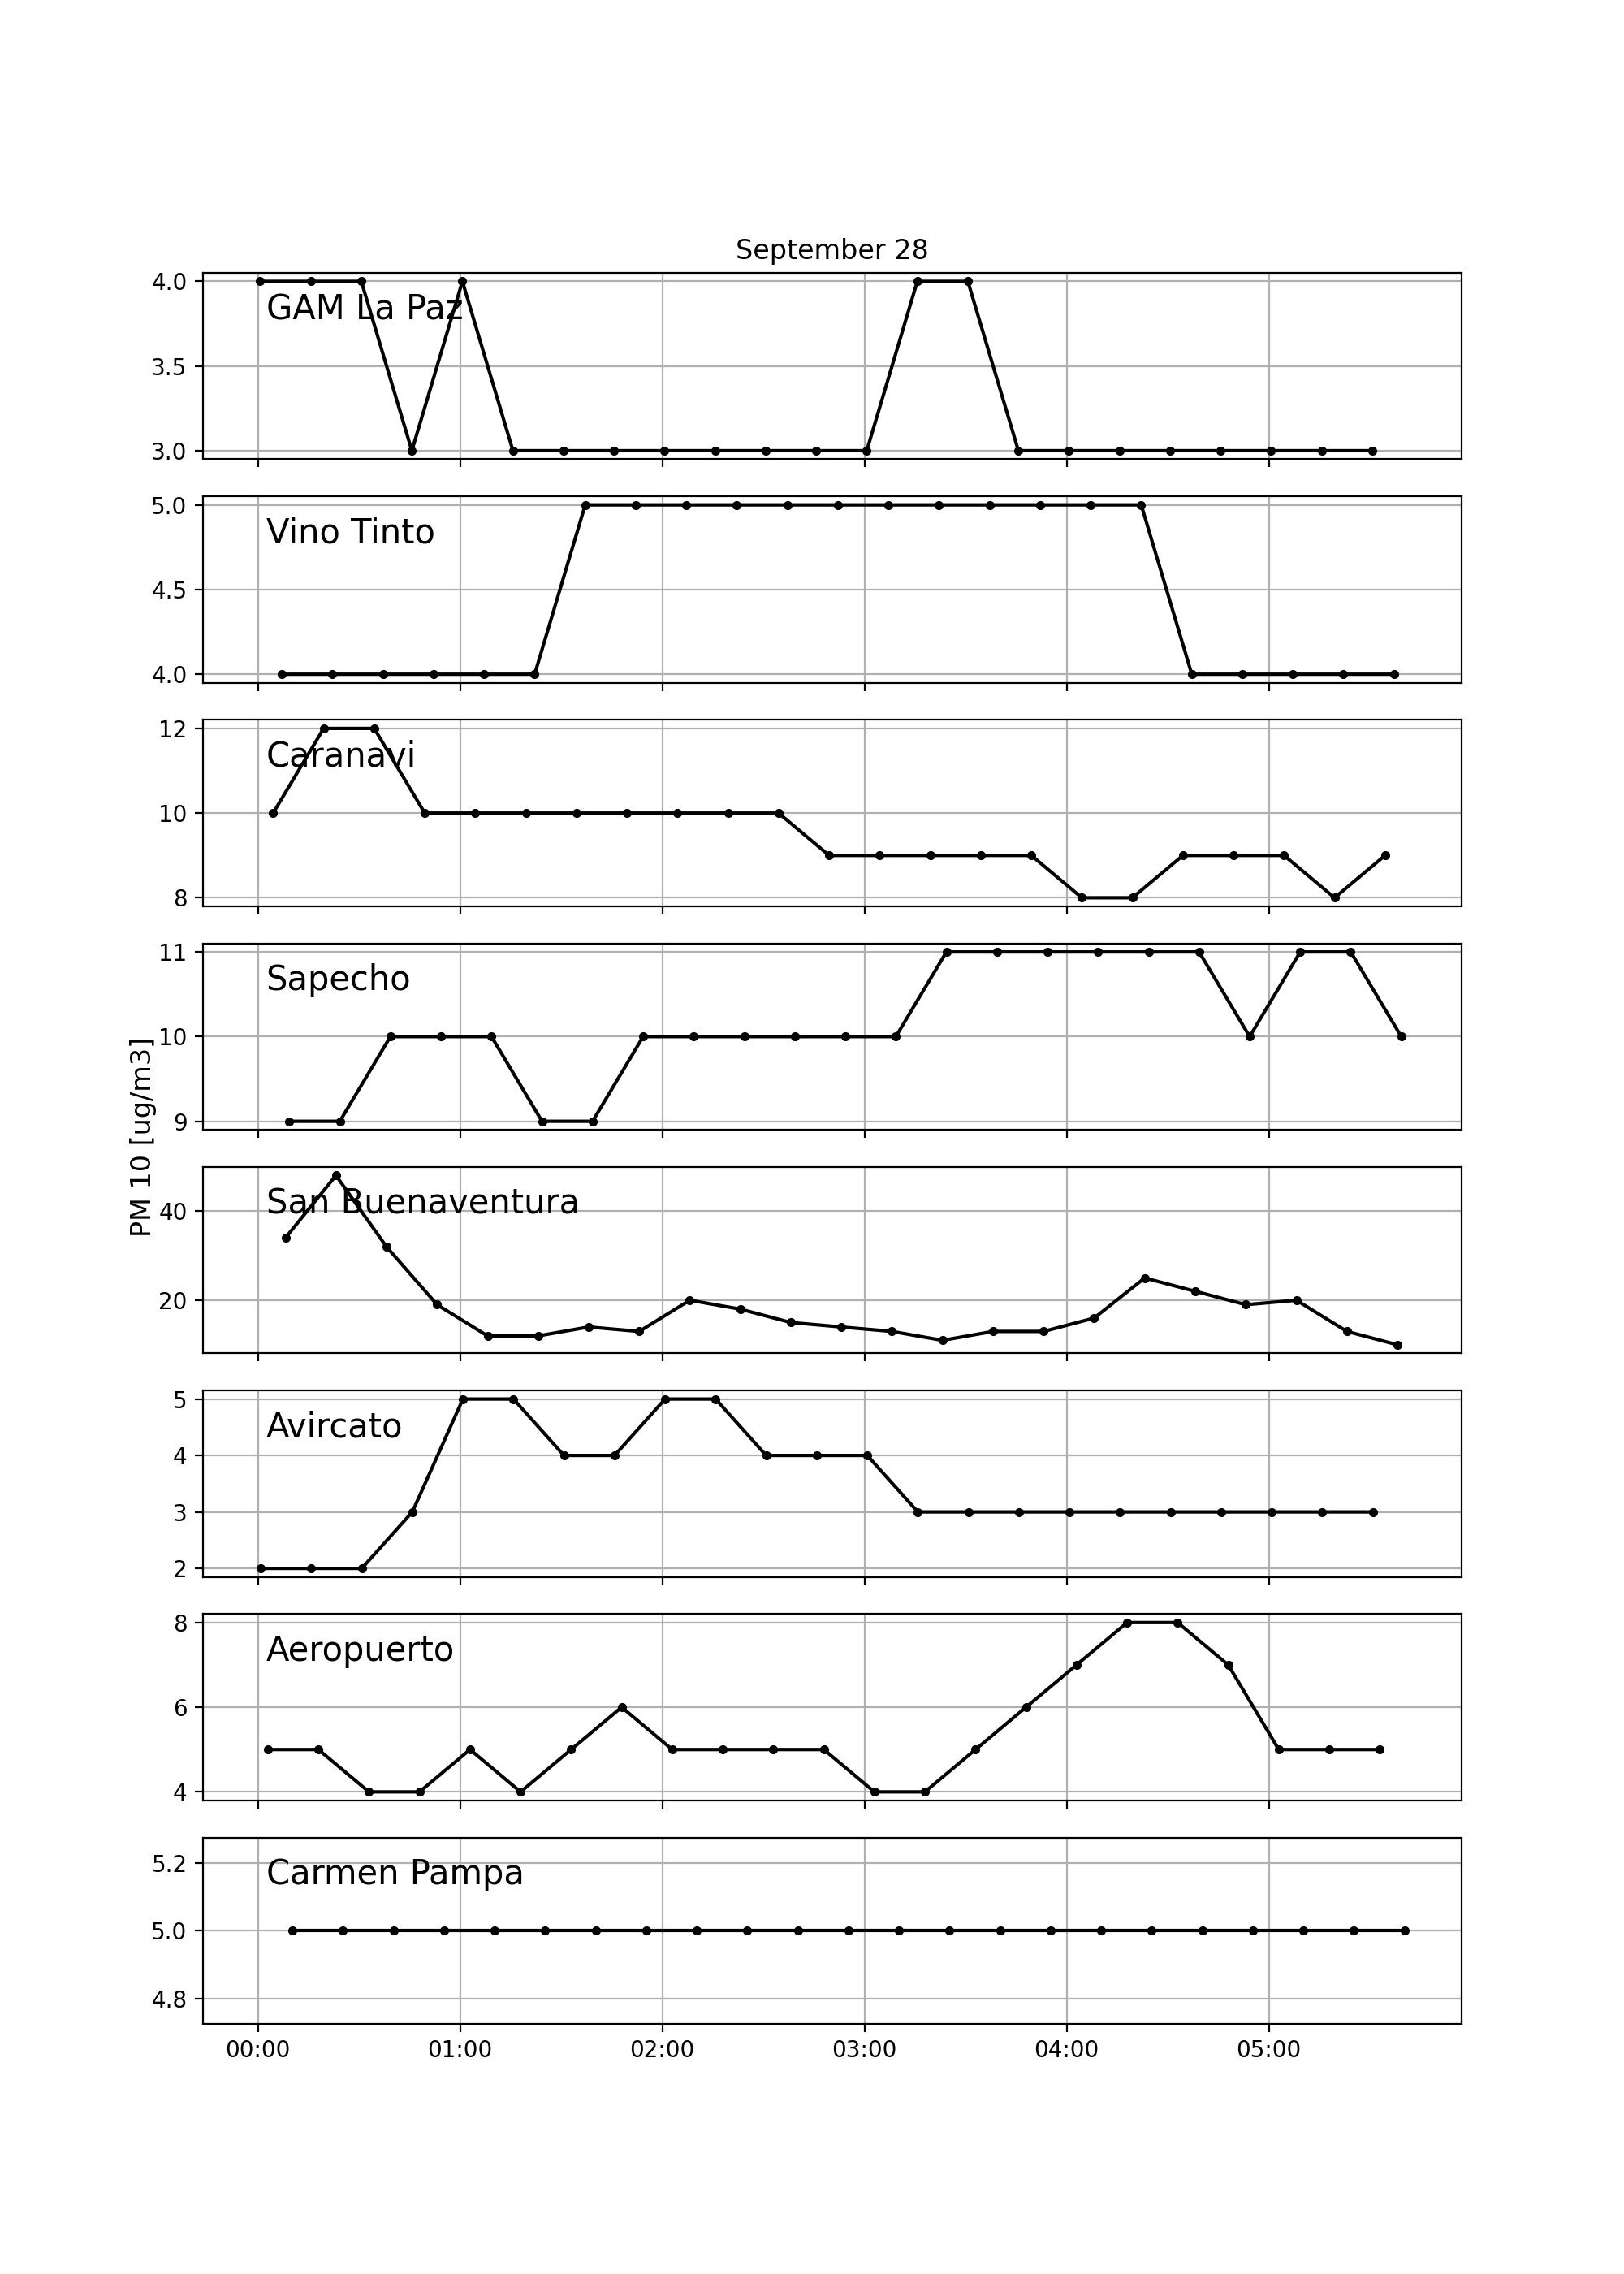 September 28
4.0
GAM La Paz
3.5
3.0
5.0
Vino Tinto
4.5
4.0
12
Caranavi
10
8
11
Sapecho
10
9
PM 10 [ug/m3]
San Buenaventura
40
20
5
Avircato
4
3
2
8
Aeropuerto
6
4
5.2
Carmen Pampa
5.0
4.8
00:00 01:00 02:00 03:00 04:00 05:00